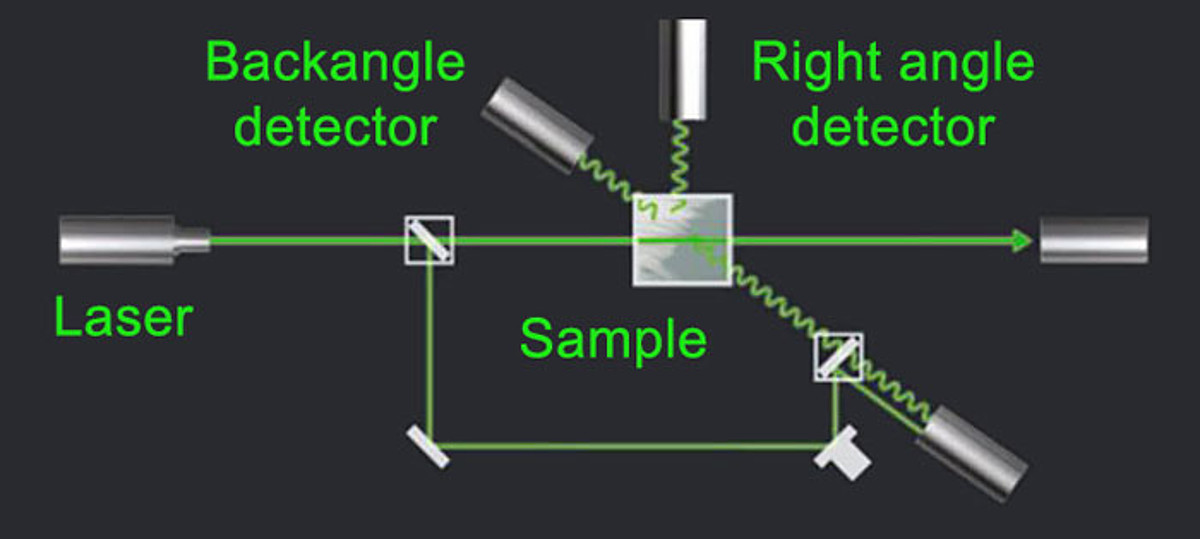 Backangle
detector
Right angle
detector
Laser
Sample